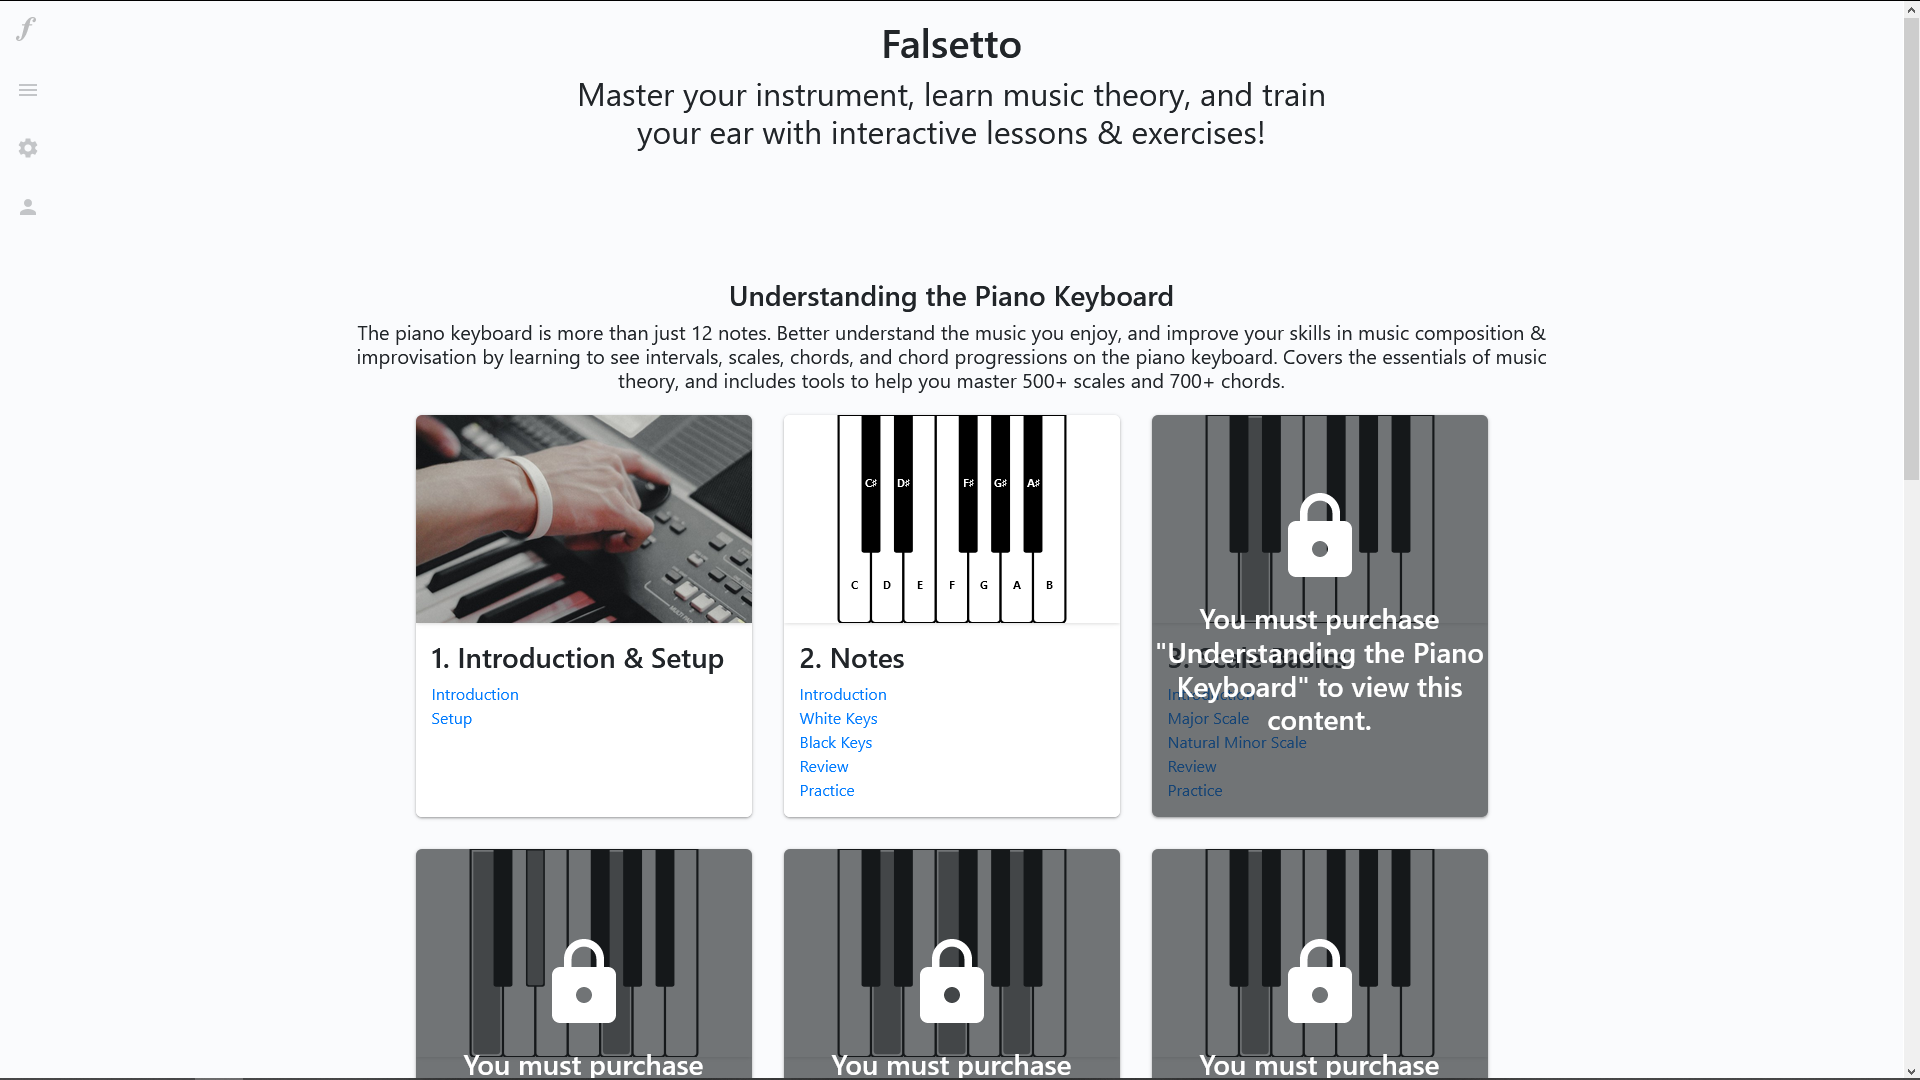 f
Falsetto
Master your instrument, learn music theory, and train
your ear with interactive lessons & exercises!
Understanding the Piano Keyboard
The piano keyboard is more than just 12 notes. Better understand the music you enjoy, and improve your skills in music composition &
improvisation by learning to see intervals, scales, chords, and chord progressions on the piano keyboard. Covers the essentials of music
theory, and includes tools to help you master 500+ scales and 700+ chords.
1. Introduction & Setup
Introduction
Setup
C♯ D♯ F♯ G♯ A♯
C D E F G A B
2. Notes
Introduction
White Keys
Black Keys
Review
Practice
You must purchase
"Understanding the Piano
Keyboard" to view this
content.
3. Scale Basics
Introduction
Major Scale
Natural Minor Scale
Review
Practice
You must purchase
You must purchase
You must purchase